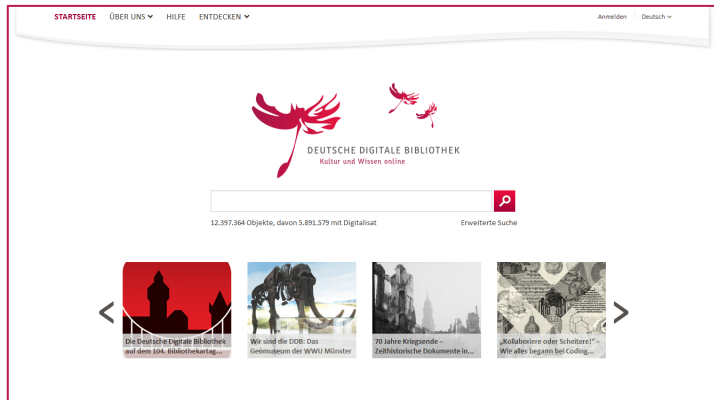 STARTSEITE ÜBER UNS HILFE ENTDECKEN Anmelden Deutsch
DEUTSCHE DIGITALE BIBLIOTHEK
Kultur und Wissen online
12.397.364 Objekte, davon 5.891.579 mit Digitalisat Erweiterte Suche
Die Deutsche Digitale Bibliothek
auf dem 104. Bibliothekartag...
Wir sind die DDB: Das
Geomuseum der WWU Münster
70 Jahre Kriegsende –
Zeithistorische Dokumente in...
„Kollaboriere oder Scheitere!“ –
Wie alles begann bei Coding...